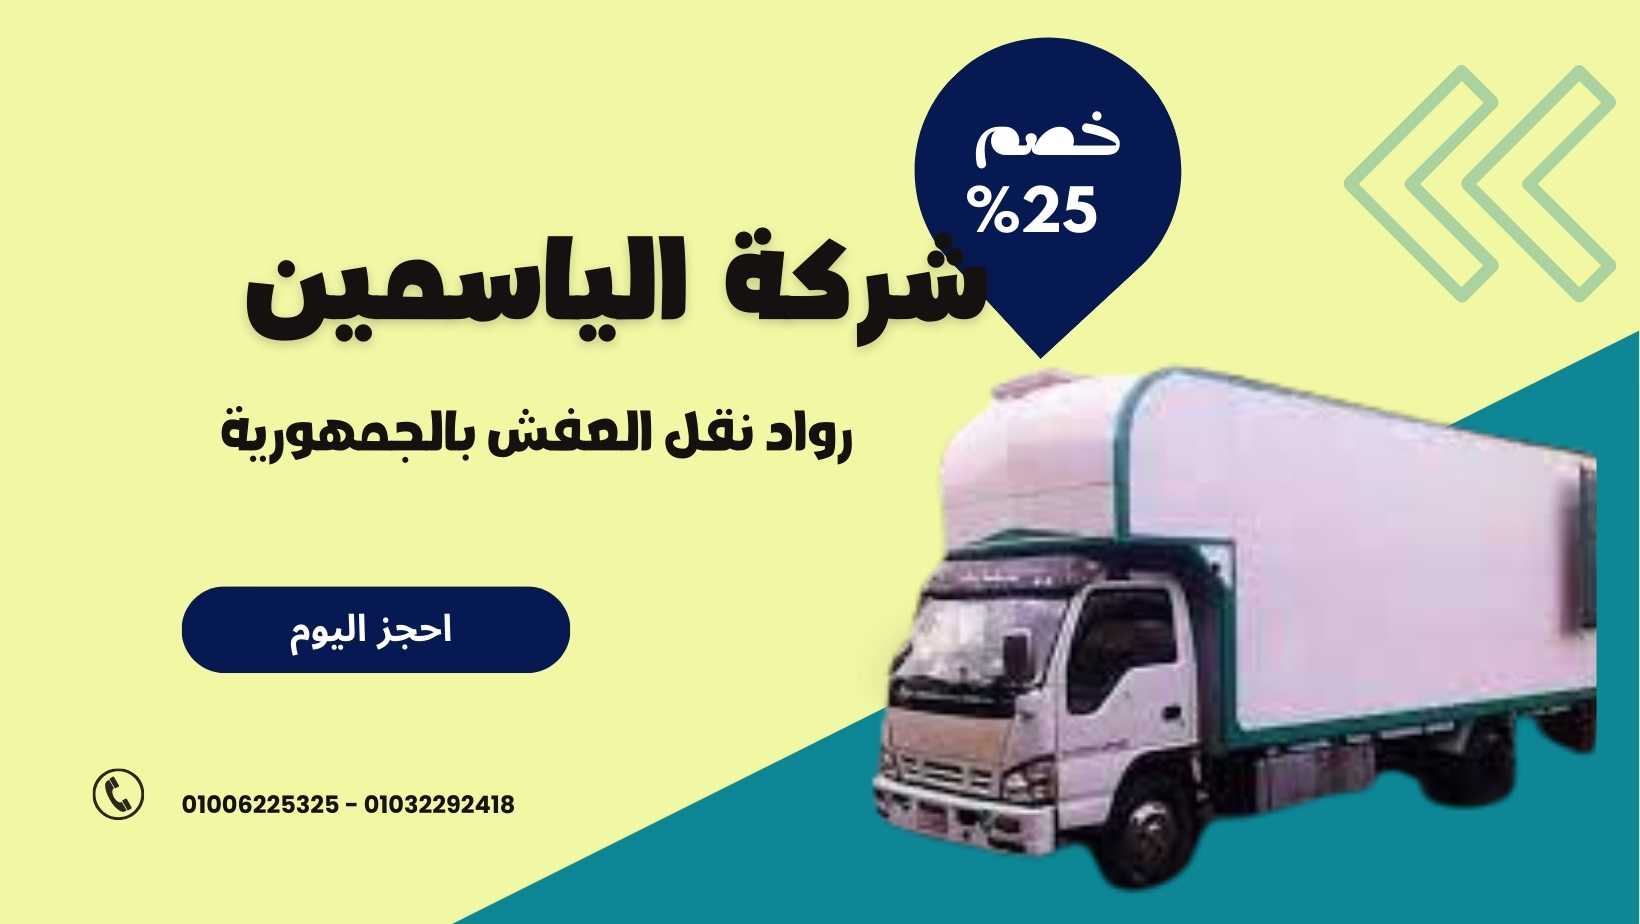 خصم
%25
شركة الياسمين
رواد نقل العفش بالجمهورية
احجز اليوم
01006225325 - 01032292418